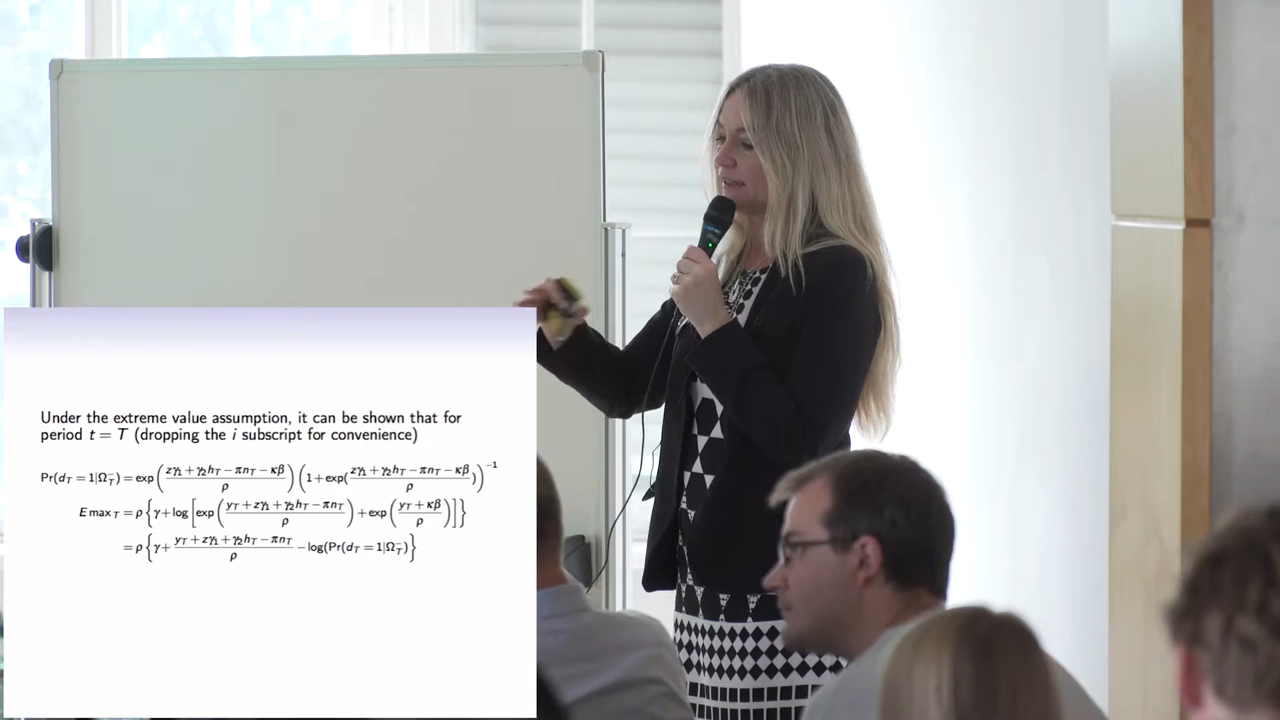 Under the extreme value assumption, it can be shown that for
period t = T (dropping the i subscript for convenience)
Pr(d_T = 1|Ω_T^−) = exp((zγ_1 + γ_2h_T − πn_T − κβ)/ρ) (1 + exp((zγ_1 + γ_2h_T − πn_T − κβ)/ρ))^−1
E max_T = ρ{γ + log[exp((y_T + zγ_1 + γ_2h_T − πn_T)/ρ) + exp((y_T + κβ)/ρ)]]}
= ρ{γ + (y_T + zγ_1 + γ_2h_T − πn_T)/ρ − log(Pr(d_T = 1|Ω_T^−)}